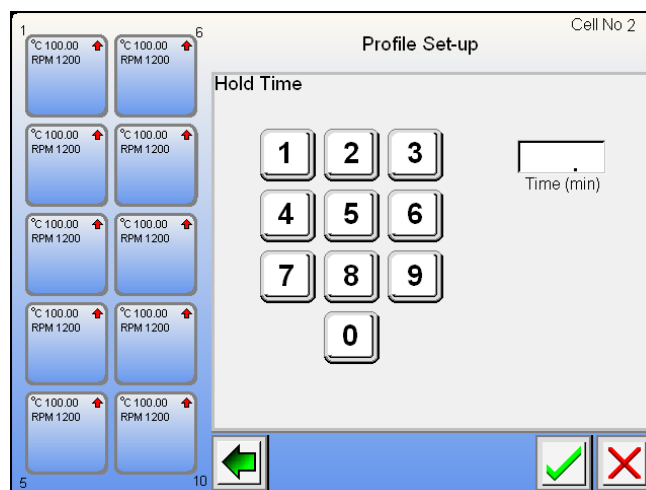 1
6
°C 100.00
RPM 1200
°C 100.00
RPM 1200
°C 100.00
RPM 1200
°C 100.00
RPM 1200
°C 100.00
RPM 1200
°C 100.00
RPM 1200
°C 100.00
RPM 1200
°C 100.00
RPM 1200
°C 100.00
RPM 1200
°C 100.00
RPM 1200
5
10
Cell No 2
Profile Set-up
Hold Time
1 2 3
4 5 6
7 8 9
0
.
Time (min)